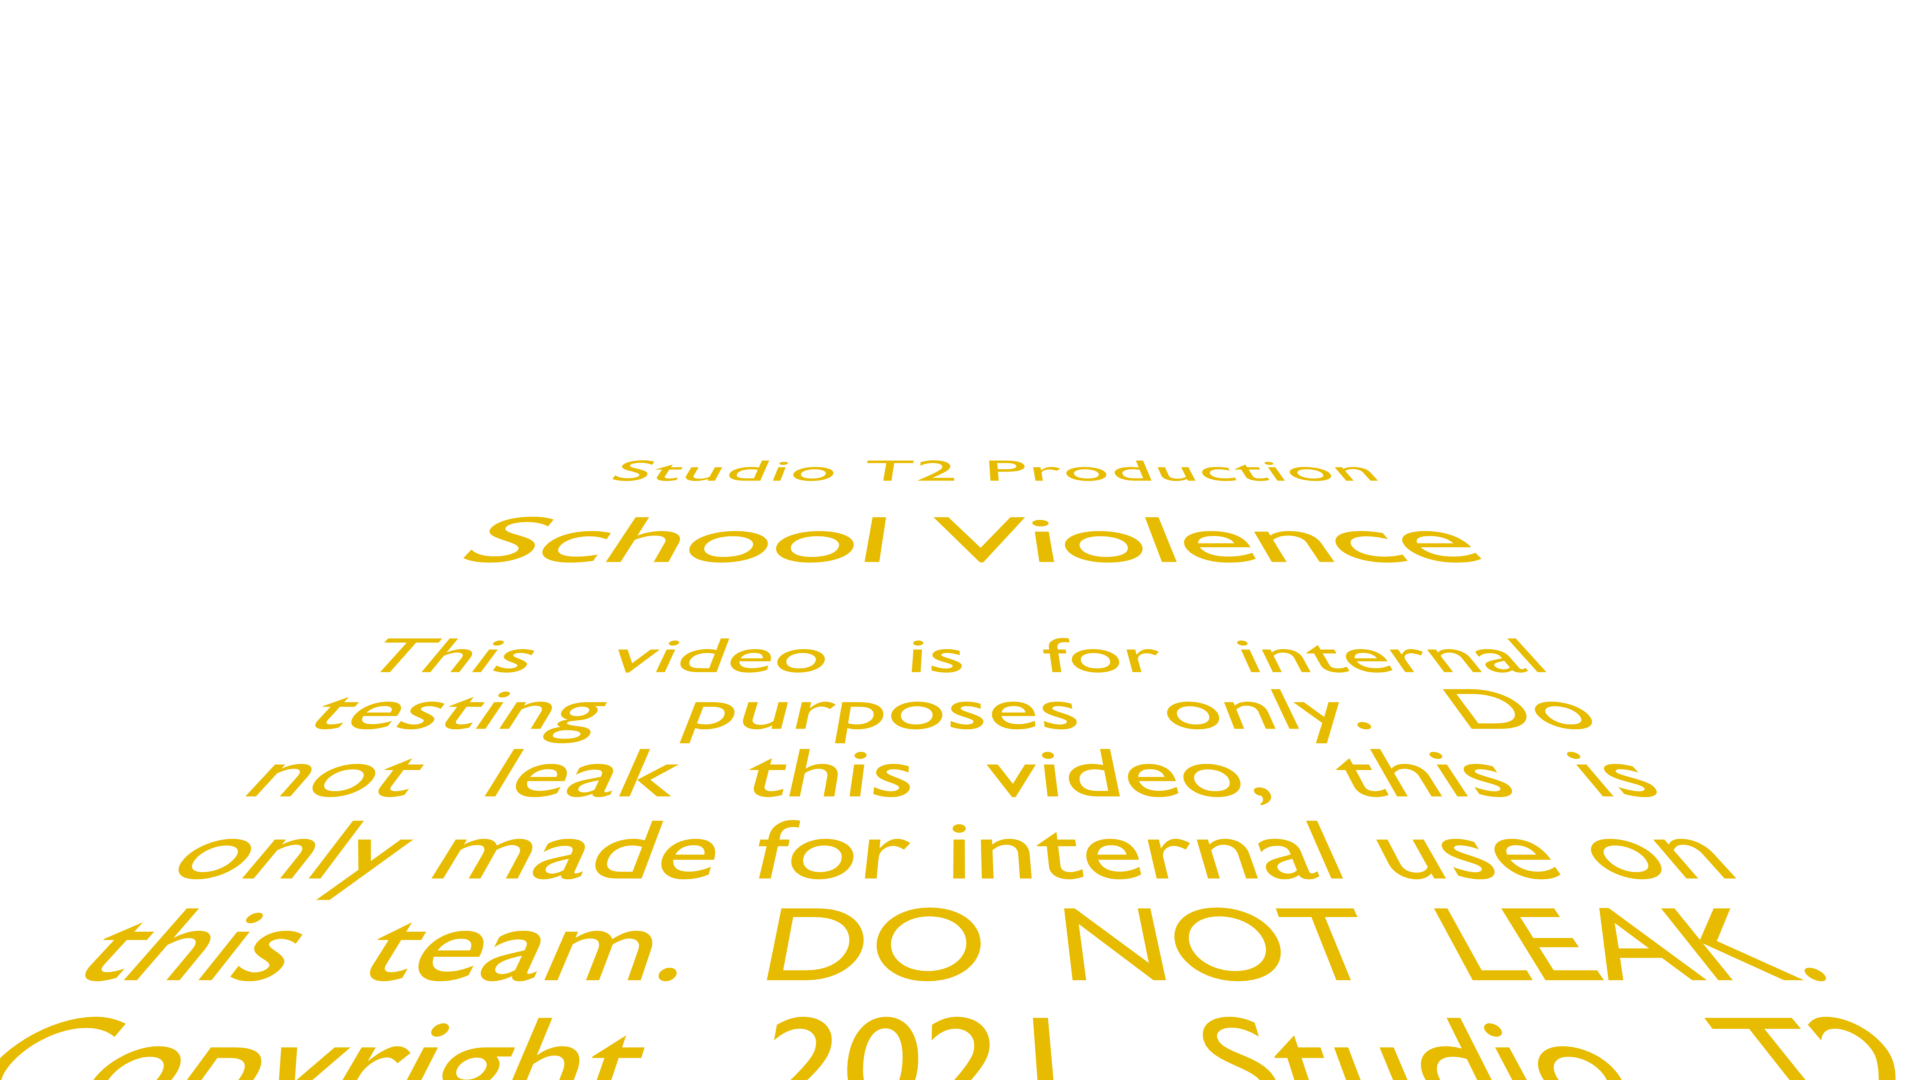 Studio T2 Production
School Violence
This video is for internal
testing purposes only. Do
not leak this video, this is
only made for internal use on
this team. DO NOT LEAK.
Copyright 2021 Studio T2